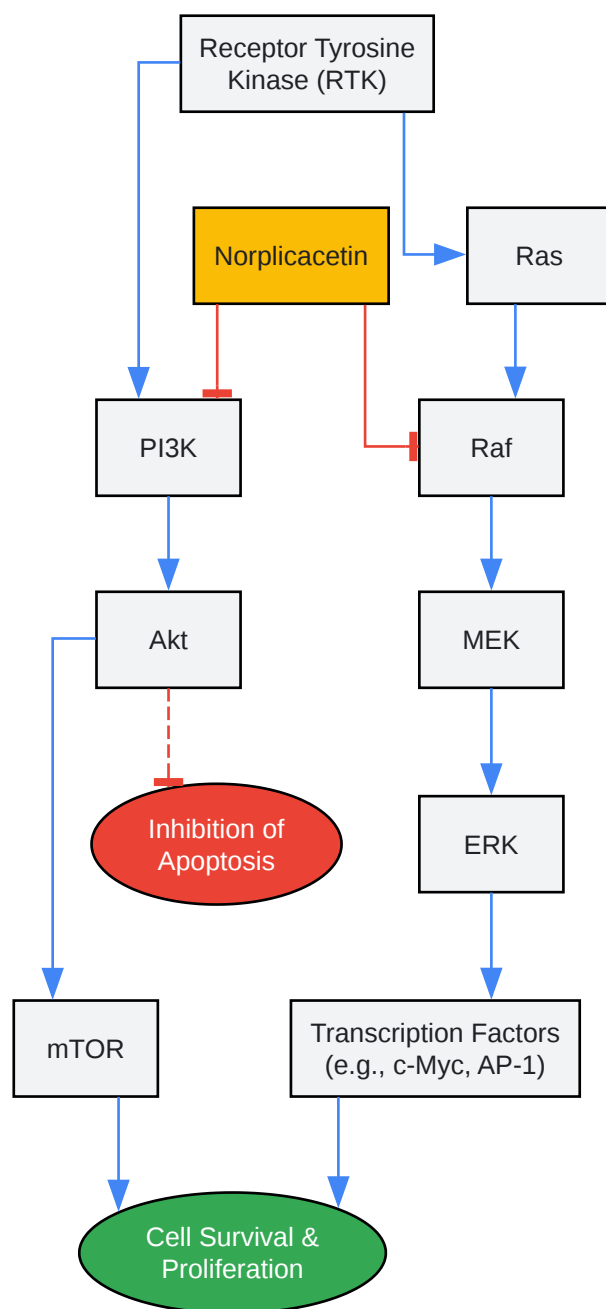 Receptor Tyrosine
Kinase (RTK)
Norplicacetin
Ras
PI3K
Raf
Akt
MEK
Inhibition of
Apoptosis
ERK
mTOR
Transcription Factors
(e.g., c-Myc, AP-1)
Cell Survival &
Proliferation